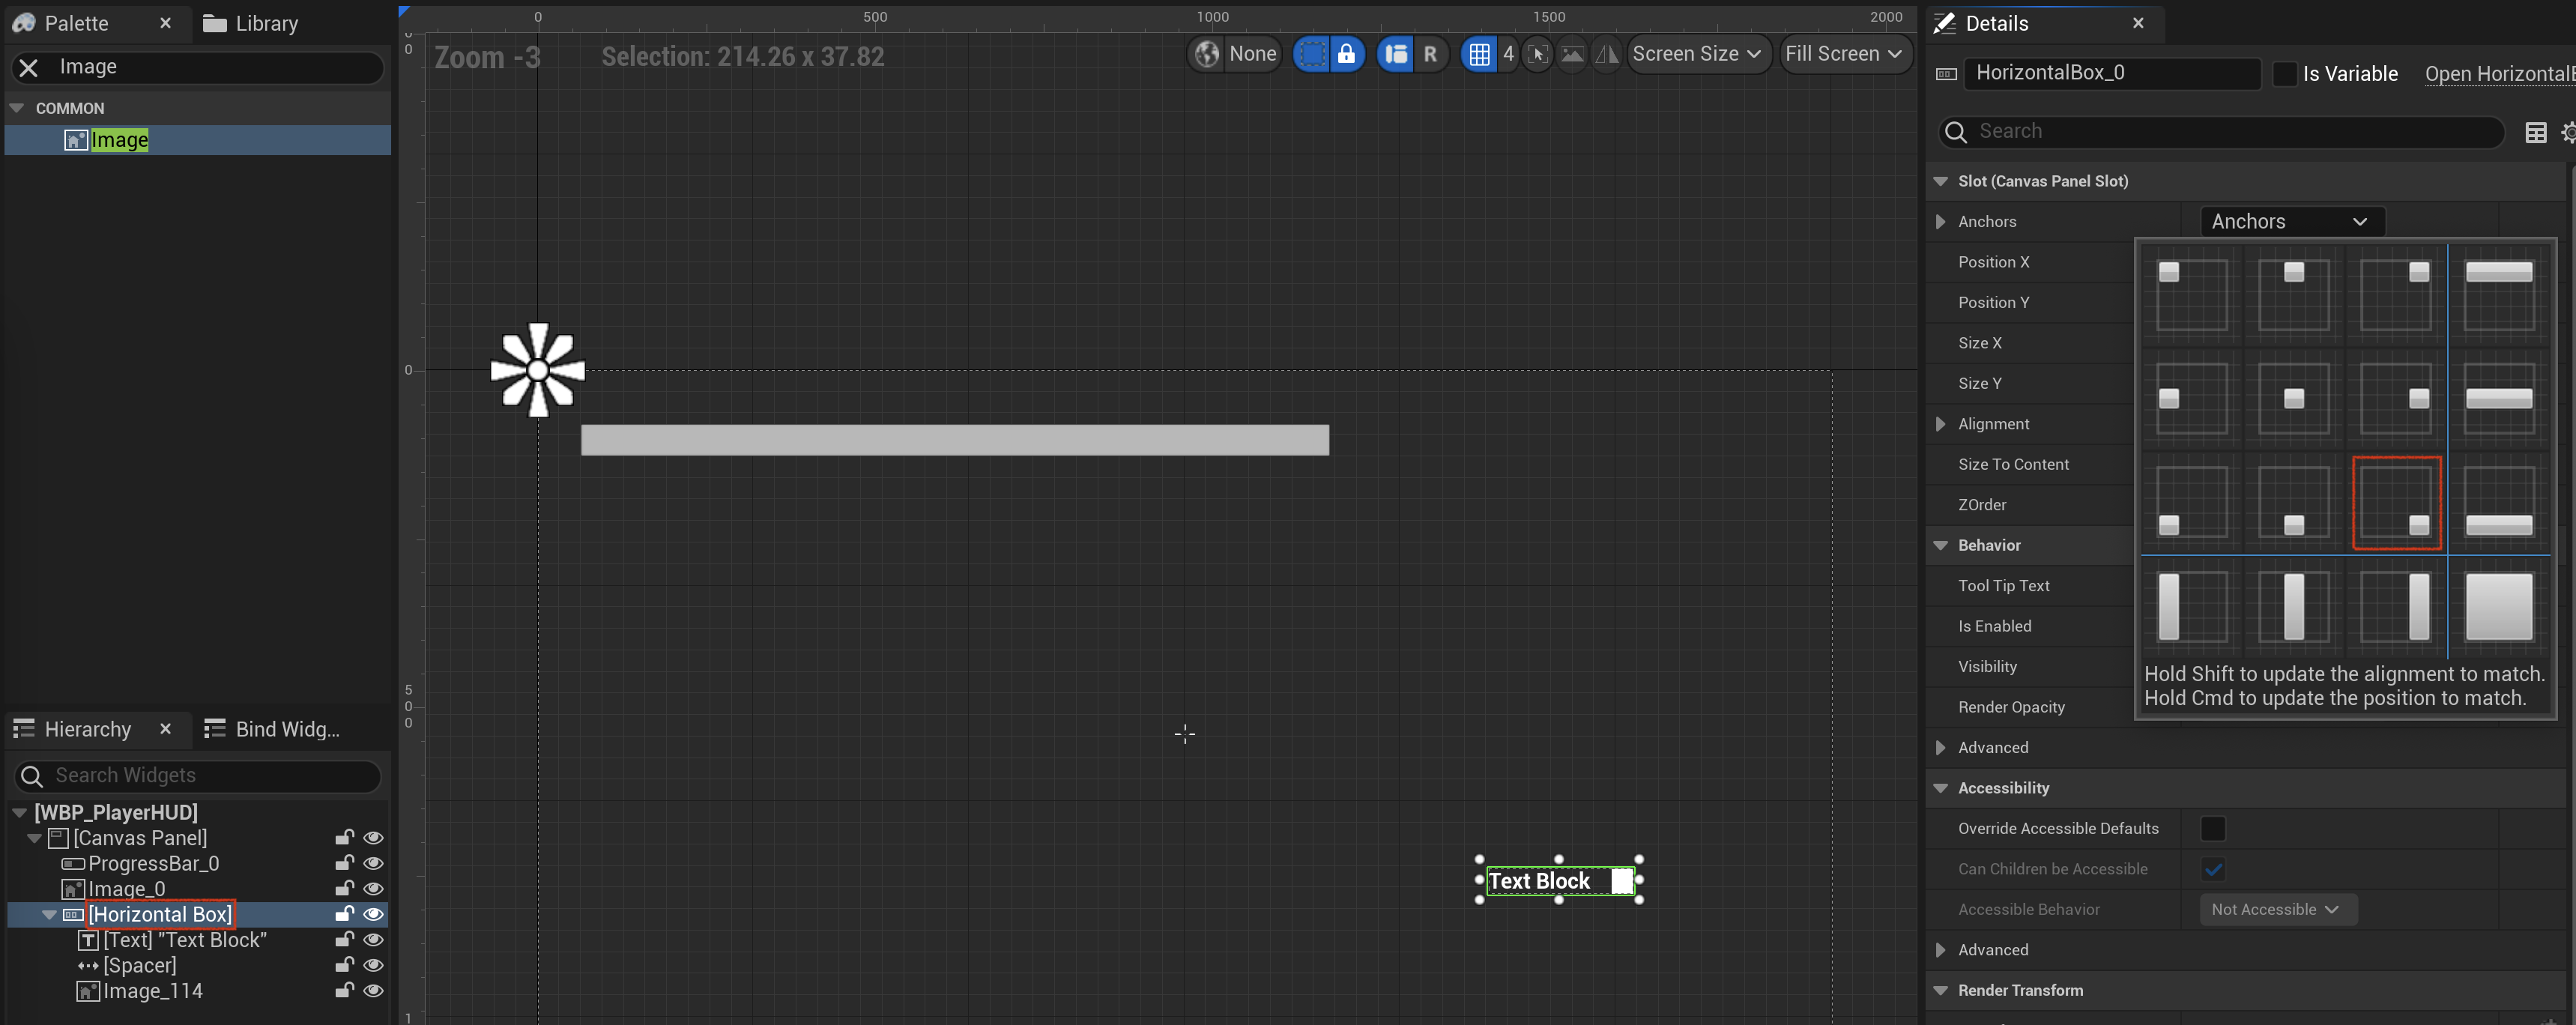 Palette
Library
Image
COMMON
Image
0
500
1000
1500
2000
0
Zoom -3
Selection: 214.26 x 37.82
None
R
4
Screen Size
Fill Screen
0
5
0
0
1
Text Block
Hierarchy
Bind Widg...
Search Widgets
[WBP_PlayerHUD]
[Canvas Panel]
ProgressBar_0
Image_0
[Horizontal Box]
[Text] "Text Block"
[Spacer]
Image_114
Details
HorizontalBox_0
Is Variable
Open Horizontal
Search
Slot (Canvas Panel Slot)
Anchors
Anchors
Position X
Position Y
Size X
Size Y
Alignment
Size To Content
ZOrder
Behavior
Tool Tip Text
Is Enabled
Visibility
Hold Shift to update the alignment to match.
Hold Cmd to update the position to match.
Render Opacity
Advanced
Accessibility
Override Accessible Defaults
Can Children be Accessible
Accessible Behavior
Not Accessible
Advanced
Render Transform